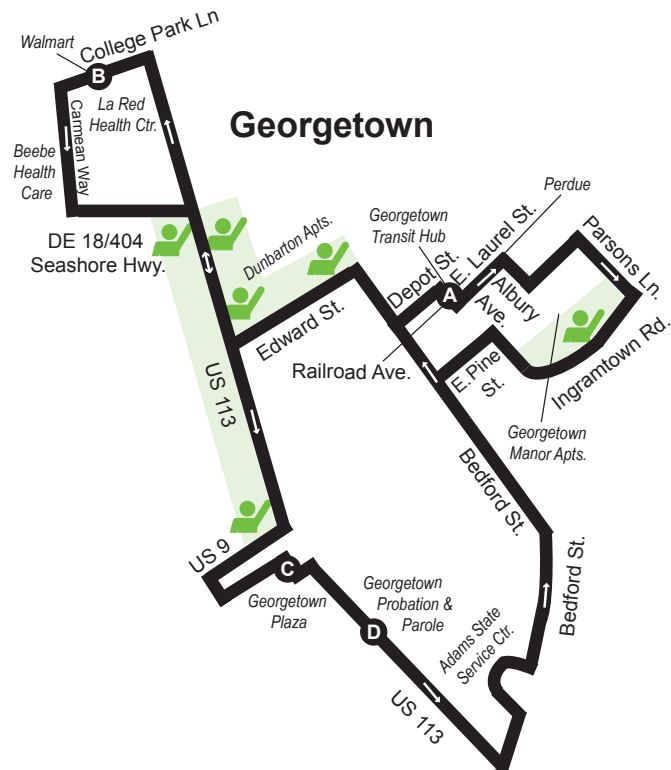 College Park Ln
Walmart
B
La Red
Health Ctr.
Carmean Way
Georgetown
Beebe
Health
Care
Perdue
Georgetown
Transit Hub
E. Laurel St.
Parsons Ln.
DE 18/404
Seashore Hwy.
Dunbarton Apts.
Depot St.
A
Albury
Ave.
Edward St.
Railroad Ave.
E. Pine
St.
Ingramtown Rd.
US 113
Georgetown
Manor Apts.
Bedford St.
US 9
C
Georgetown
Plaza
Georgetown
Probation &
Parole
D
Bedford St.
Adams State
Service Ctr.
US 113